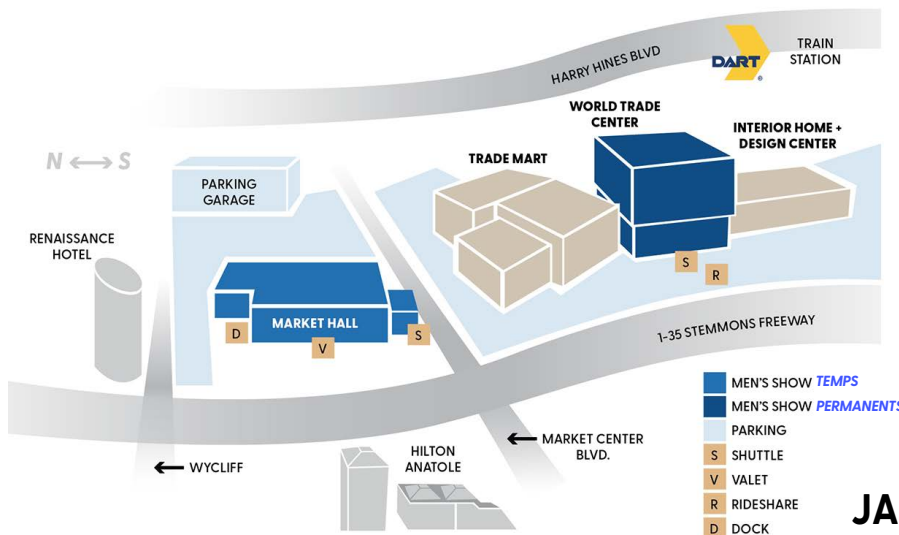 HARRY HINES BLVD
DART
®
TRAIN
STATION
WORLD TRADE
CENTER
INTERIOR HOME +
DESIGN CENTER
TRADE MART
N S
PARKING
GARAGE
RENAISSANCE
HOTEL
MARKET HALL
D
V
S
S
R
1-35 STEMMONS FREEWAY
WYCLIFF
HILTON
ANATOLE
MARKET CENTER
BLVD.
MEN'S SHOW TEMPS
MEN'S SHOW PERMANENTS
PARKING
S SHUTTLE
V VALET
R RIDESHARE
D DOCK
JA